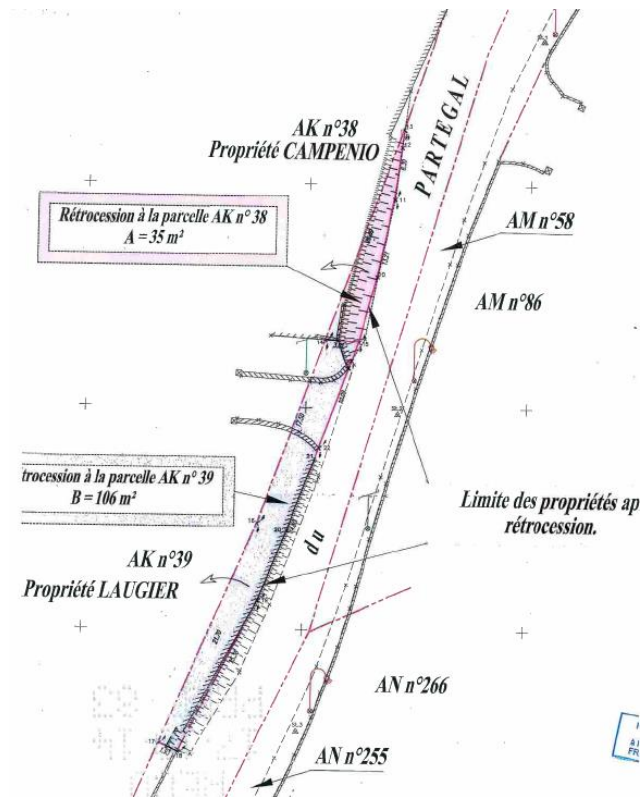 AK n°38
Propriété CAMPENIO
PARTEGAL
Rétrocession à la parcelle AK n° 38
A = 35 m²
AM n°58
AM n°86
trocession à la parcelle AK n° 39
B = 106 m²
Limite des propriétés ap
rétrocession.
du
AK n°39
Propriété LAUGIER
AN n°266
AN n°255